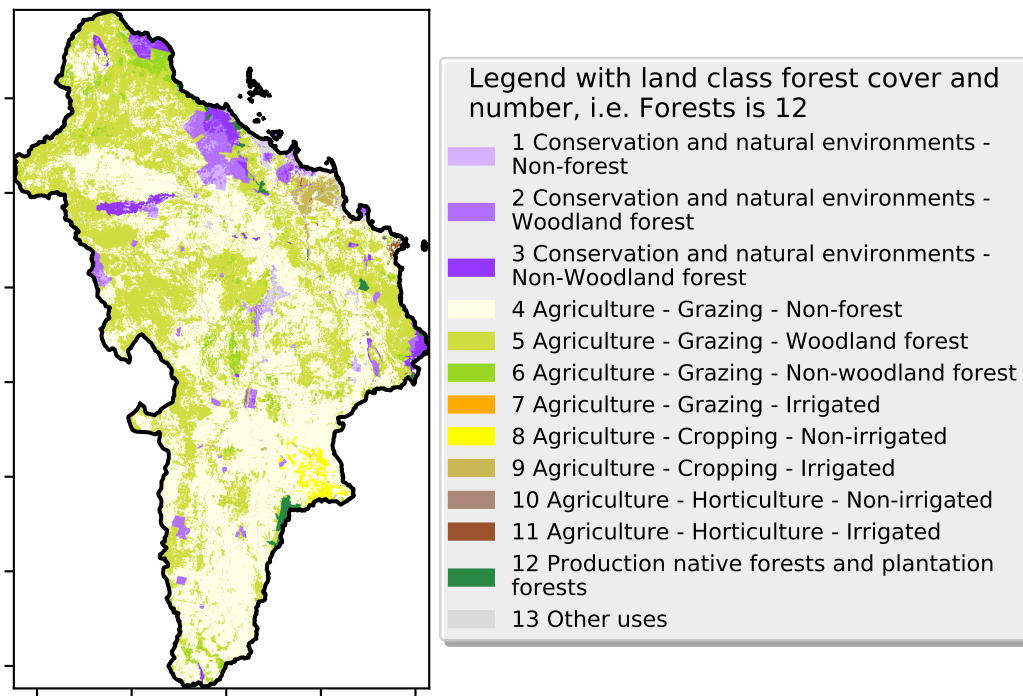 Legend with land class forest cover and
number, i.e. Forests is 12
1 Conservation and natural environments -
Non-forest
2 Conservation and natural environments -
Woodland forest
3 Conservation and natural environments -
Non-Woodland forest
4 Agriculture - Grazing - Non-forest
5 Agriculture - Grazing - Woodland forest
6 Agriculture - Grazing - Non-woodland forest
7 Agriculture - Grazing - Irrigated
8 Agriculture - Cropping - Non-irrigated
9 Agriculture - Cropping - Irrigated
10 Agriculture - Horticulture - Non-irrigated
11 Agriculture - Horticulture - Irrigated
12 Production native forests and plantation
forests
13 Other uses